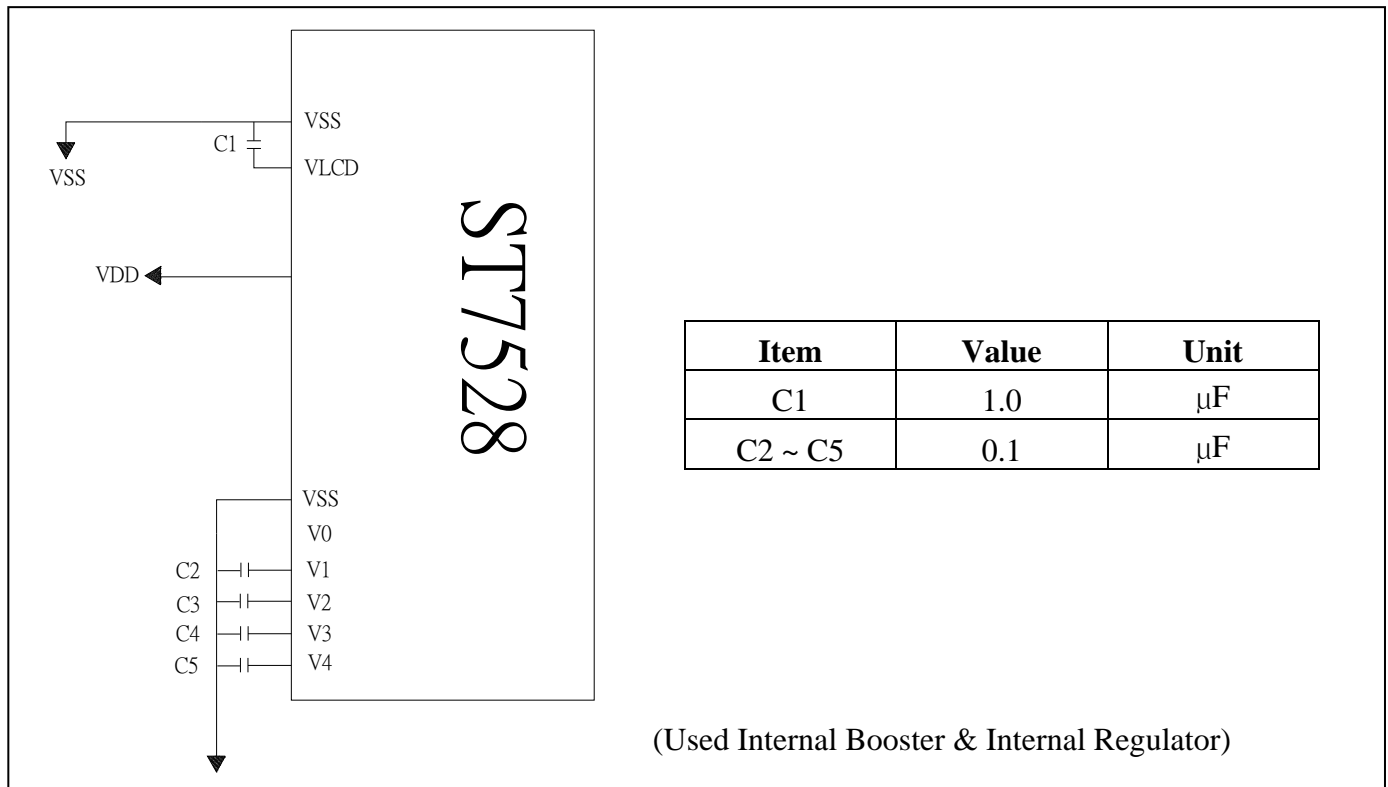 VSS
C1
VLCD
VSS
VDD
ST7528
VSS
V0
C2
V1
C3
V2
C4
V3
C5
V4
Item Value Unit
C1 1.0 μF
C2 ~ C5 0.1 μF
(Used Internal Booster & Internal Regulator)